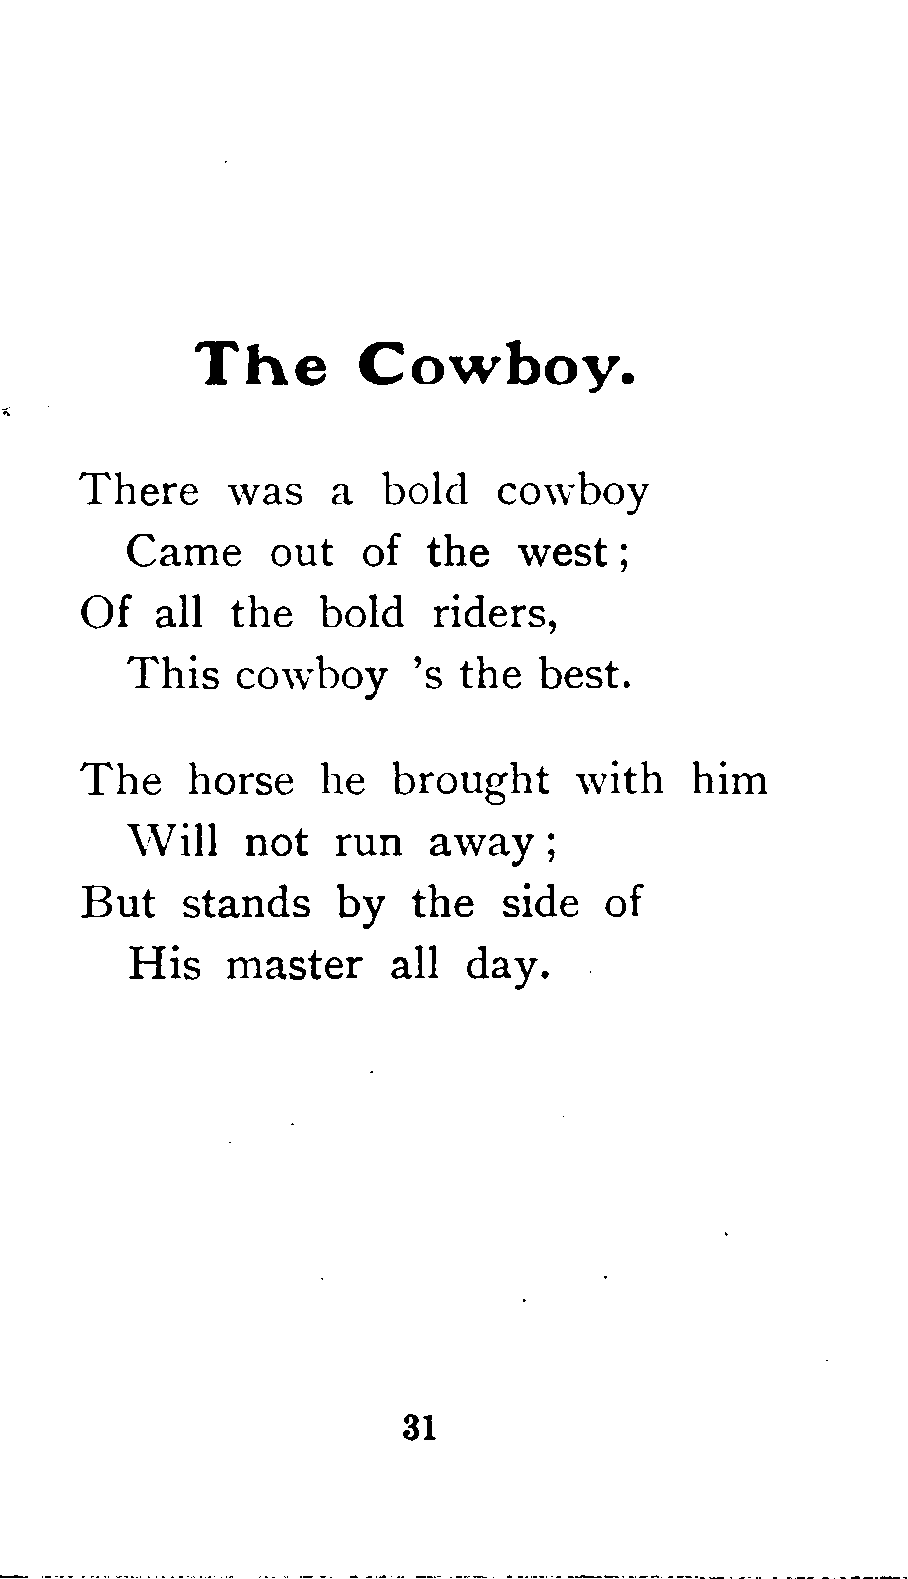 The Cowboy.
There was a bold cowboy
Came out of the west;
Of all the bold riders,
This cowboy 's the best.
The horse he brought with him
Will not run away;
But stands by the side of
His master all day.
31